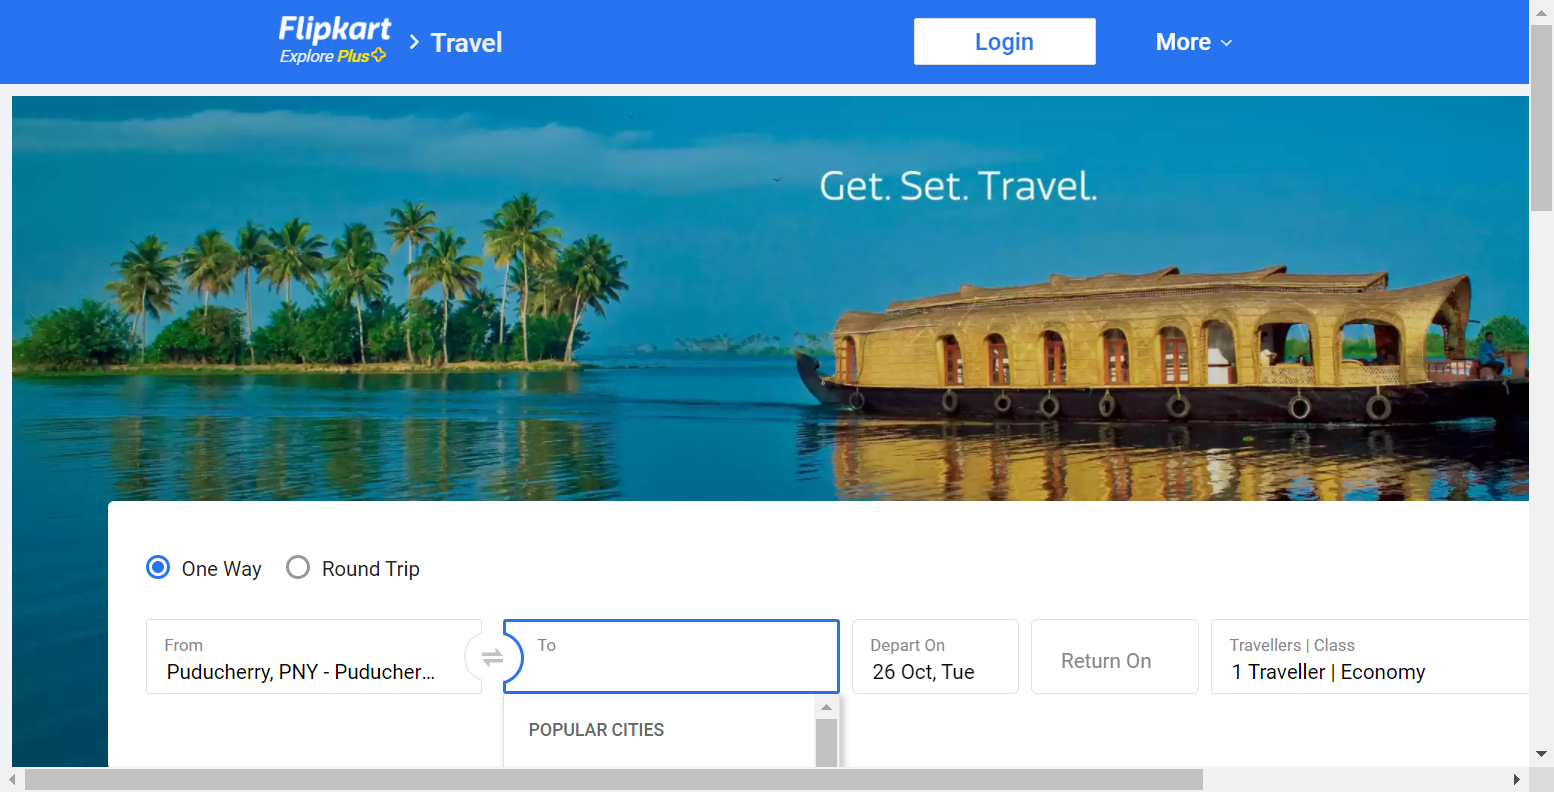 Flipkart
Explore Plus
Travel
Login
More
Get. Set. Travel.
One Way
Round Trip
From
Puducherry, PNY - Puducher...
To
Depart On
26 Oct, Tue
Return On
Travellers | Class
1 Traveller | Economy
POPULAR CITIES